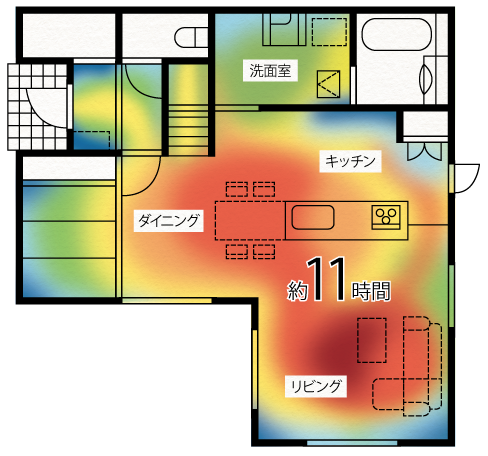 洗面室
キッチン
ダイニング
約11時間
リビング